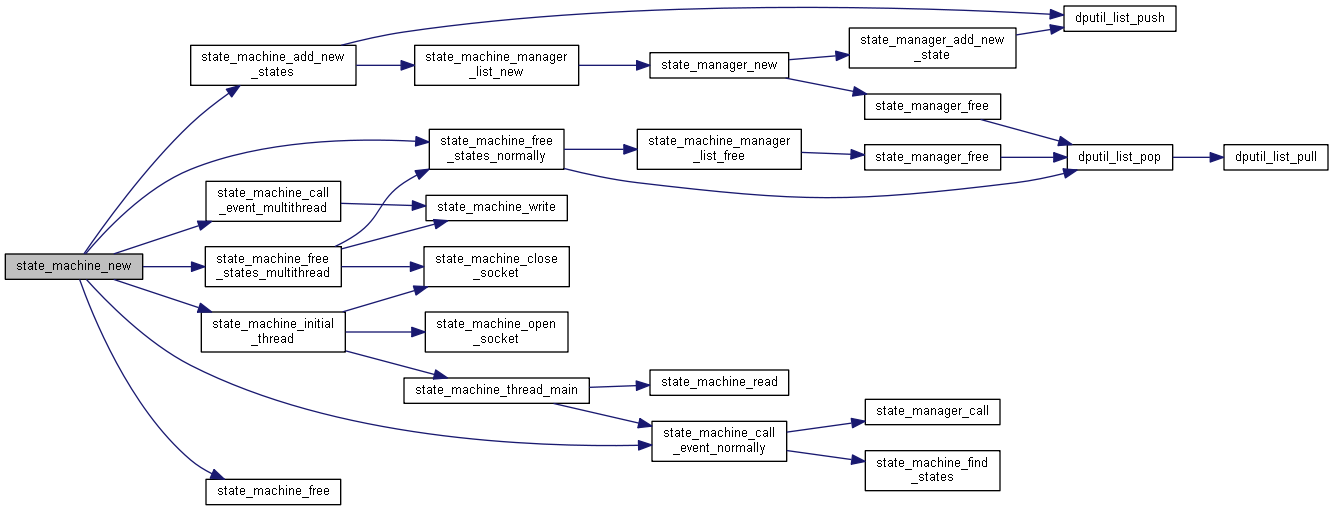 dputil_list_push
state_machine_add_new
_states
state_machine_manager
_list_new
state_manager_new
state_manager_add_new
_state
state_manager_free
state_machine_free
_states_normally
state_machine_manager
_list_free
state_manager_free
dputil_list_pop
dputil_list_pull
state_machine_call
_event_multithread
state_machine_write
state_machine_new
state_machine_free
_states_multithread
state_machine_close
_socket
state_machine_initial
_thread
state_machine_open
_socket
state_machine_thread_main
state_machine_read
state_machine_call
_event_normally
state_manager_call
state_machine_find
_states
state_machine_free